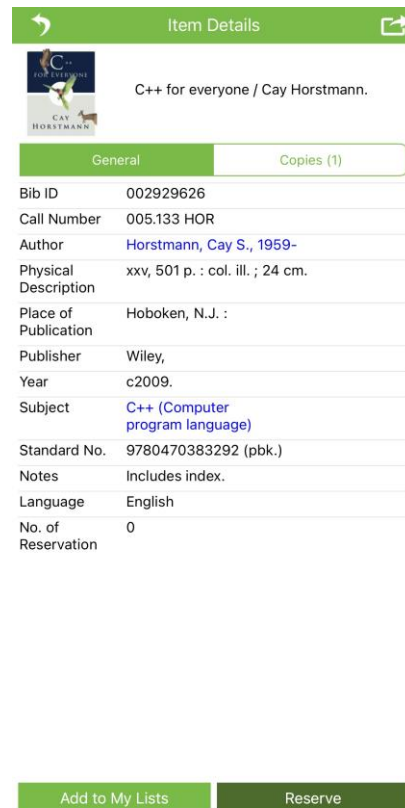 Item Details
C++
FOR EVERYONE
CAY
HORSTMANN
C++ for everyone / Cay Horstmann.
General
Copies (1)
Bib ID 002929626
Call Number 005.133 HOR
Author Horstmann, Cay S., 1959-
Physical xxv, 501 p. : col. ill. ; 24 cm.
Description
Place of Hoboken, N.J. :
Publication
Publisher Wiley,
Year c2009.
Subject C++ (Computer
program language)
Standard No. 9780470383292 (pbk.)
Notes Includes index.
Language English
No. of 0
Reservation
Add to My Lists
Reserve